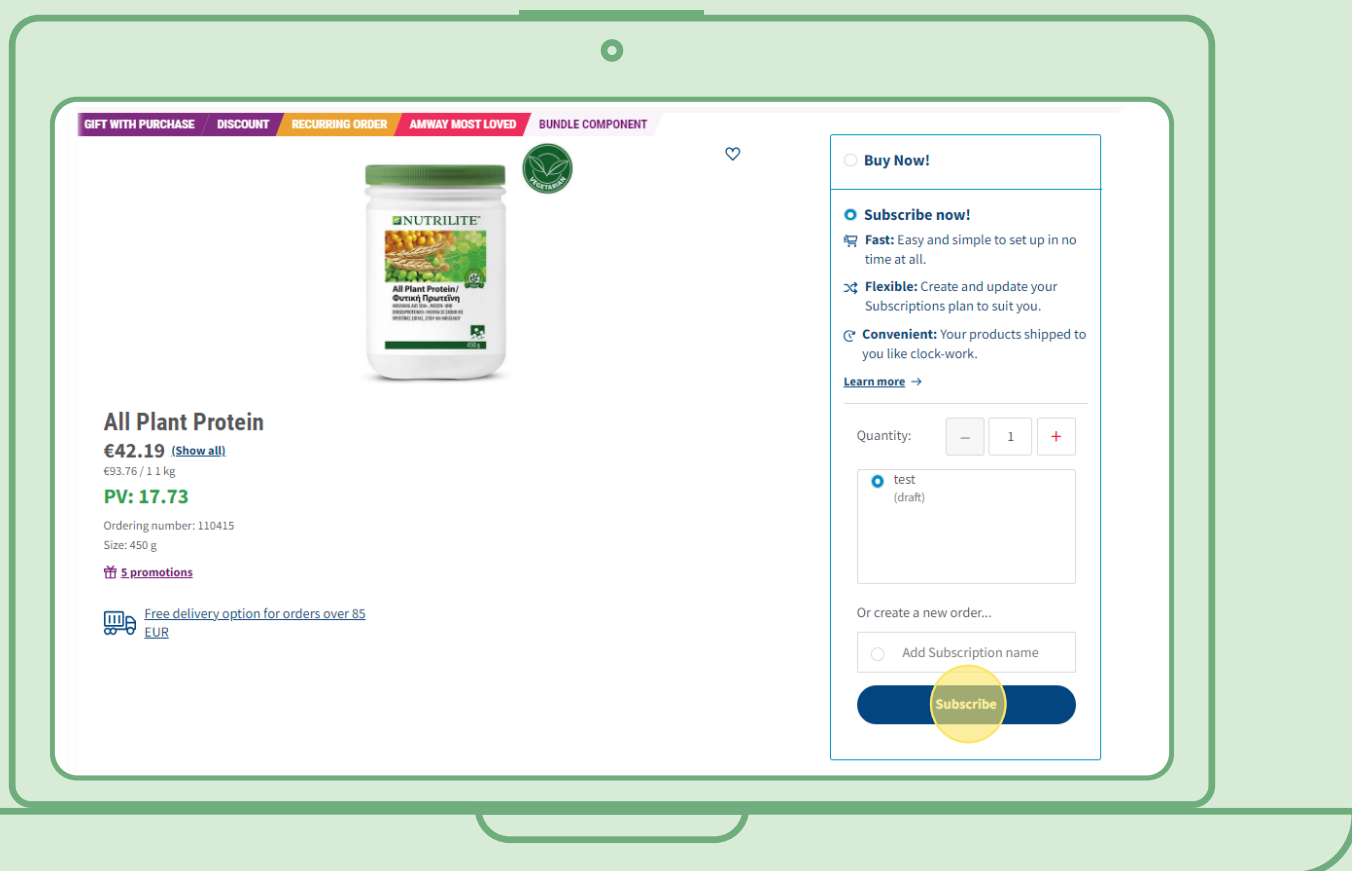 GIFT WITH PURCHASE DISCOUNT RECURRING ORDER AMWAY MOST LOVED BUNDLE COMPONENT
VEGETARIAN
NUTRILITE
All Plant Protein/
Φυτική Πρωτεΐνη
450 g
All Plant Protein
€42.19 (Show all)
€93.76 / 1 1 kg
PV: 17.73
Ordering number: 110415
Size: 450 g
5 promotions
Free delivery option for orders over 85
EUR
Buy Now!
Subscribe now!
Fast: Easy and simple to set up in no
time at all.
Flexible: Create and update your
Subscriptions plan to suit you.
Convenient: Your products shipped to
you like clock-work.
Learn more →
Quantity: – 1 +
test
(draft)
Or create a new order...
Add Subscription name
Subscribe